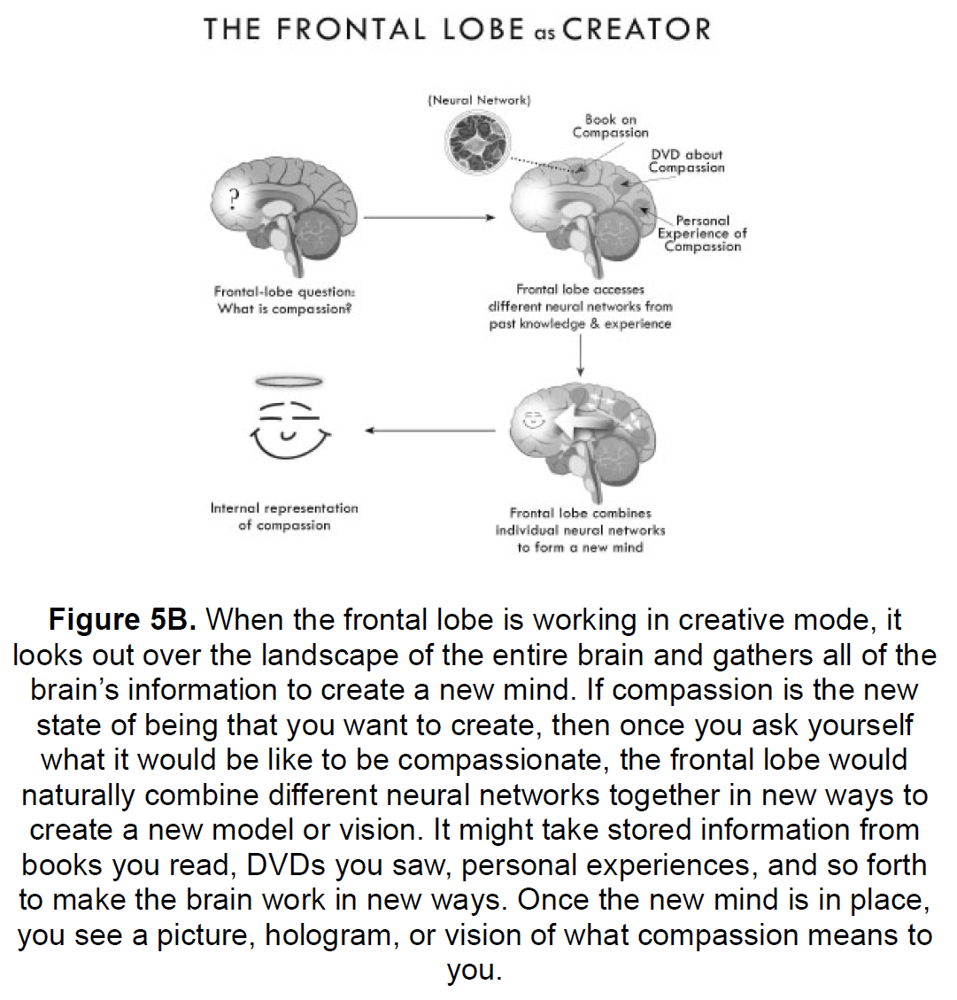 THE FRONTAL LOBE as CREATOR
(Neural Network)
Book on
Compassion
DVD about
Compassion
?
Personal
Experience of
Compassion
Frontal-lobe question:
What is compassion?
Frontal lobe accesses
different neural networks from
past knowledge & experience
Internal representation
of compassion
Frontal lobe combines
individual neural networks
to form a new mind
Figure 5B. When the frontal lobe is working in creative mode, it
looks out over the landscape of the entire brain and gathers all of the
brain’s information to create a new mind. If compassion is the new
state of being that you want to create, then once you ask yourself
what it would be like to be compassionate, the frontal lobe would
naturally combine different neural networks together in new ways to
create a new model or vision. It might take stored information from
books you read, DVDs you saw, personal experiences, and so forth
to make the brain work in new ways. Once the new mind is in place,
you see a picture, hologram, or vision of what compassion means to
you.